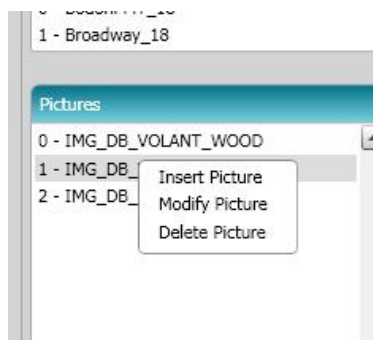 1 - Broadway_18
Pictures
0 - IMG_DB_VOLANT_WOOD
1 - IMG_DB_
2 - IMG_DB_
Insert Picture
Modify Picture
Delete Picture